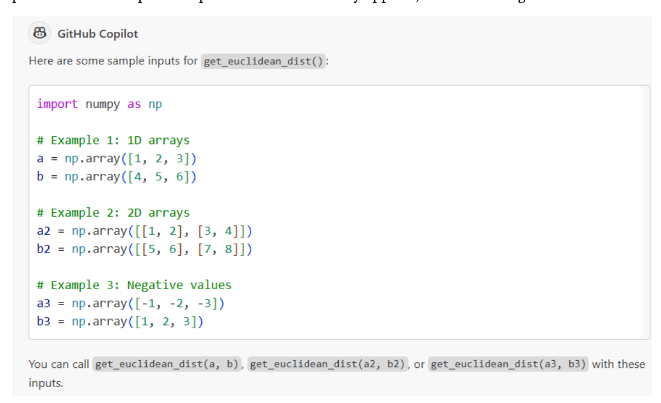 GitHub Copilot
Here are some sample inputs for get_euclidean_dist():
import numpy as np
# Example 1: 1D arrays
a = np.array([1, 2, 3])
b = np.array([4, 5, 6])
# Example 2: 2D arrays
a2 = np.array([[1, 2], [3, 4]])
b2 = np.array([[5, 6], [7, 8]])
# Example 3: Negative values
a3 = np.array([-1, -2, -3])
b3 = np.array([1, 2, 3])
You can call get_euclidean_dist(a, b), get_euclidean_dist(a2, b2), or get_euclidean_dist(a3, b3) with these
inputs.